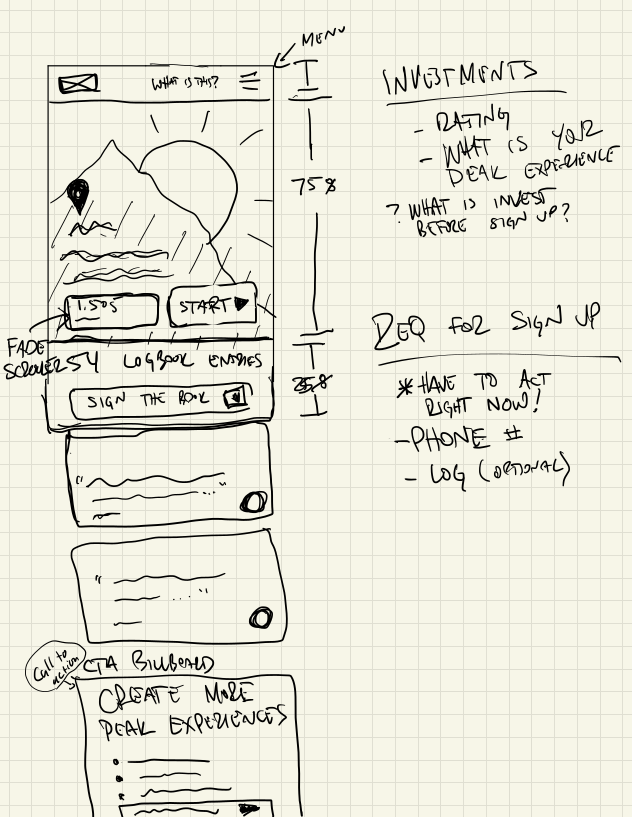 MENU
WHAT IS THIS?
75%
1.505
START
FADE
SCROLLER
54 LOGBOOK ENTRIES
SIGN THE BOOK
25%
Call to
action
CTA BILLBOARD
CREATE MORE
PEAK EXPERIENCES
INVESTMENTS
- RATING
- WHAT IS YOUR
PEAK EXPERIENCE
? WHAT IS INVEST
BEFORE SIGN UP?
REQ FOR SIGN UP
* HAVE TO ACT
RIGHT NOW!
- PHONE #
- LOG (OPTIONAL)